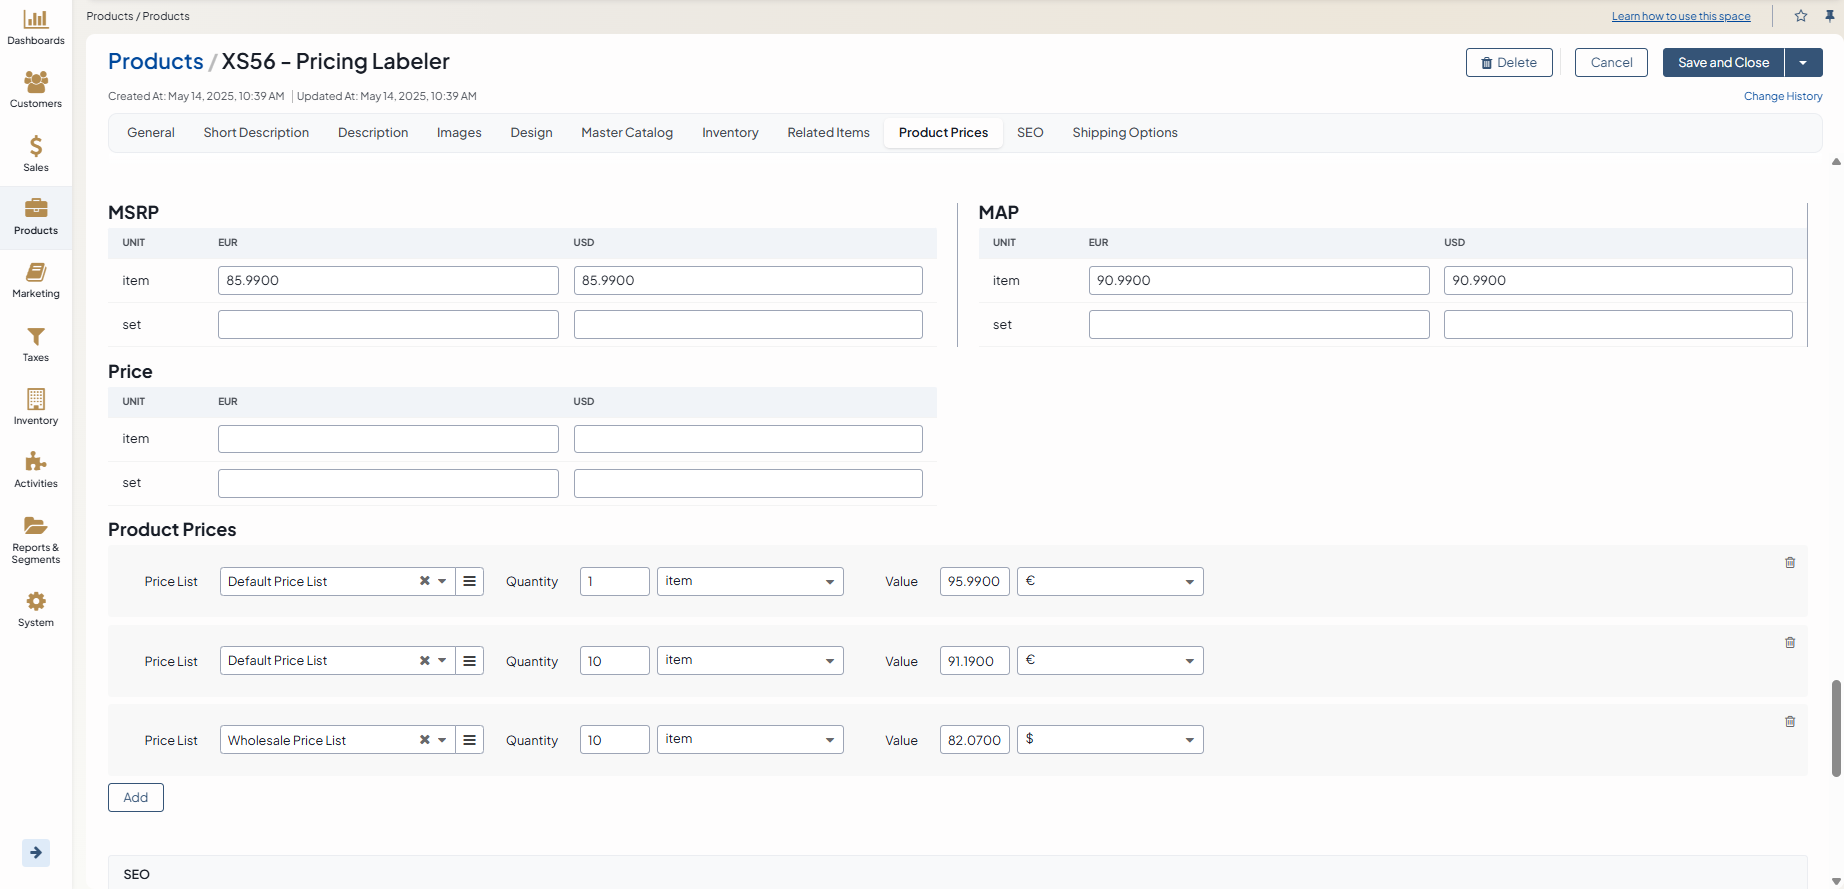 Dashboards
Customers
Sales
Products
Marketing
Taxes
Inventory
Activities
Reports &
Segments
System
Products / Products
Learn how to use this space
Products / XS56 - Pricing Labeler
Delete
Cancel
Save and Close
Created At: May 14, 2025, 10:39 AM | Updated At: May 14, 2025, 10:39 AM
Change History
General Short Description Description Images Design Master Catalog Inventory Related Items Product Prices SEO Shipping Options
MSRP
UNIT EUR USD
item 85.9900 85.9900
set
MAP
UNIT EUR USD
item 90.9900 90.9900
set
Price
UNIT EUR USD
item
set
Product Prices
Price List Default Price List Quantity 1 item Value 95.9900 €
Price List Default Price List Quantity 10 item Value 91.1900 €
Price List Wholesale Price List Quantity 10 item Value 82.0700 $
Add
SEO